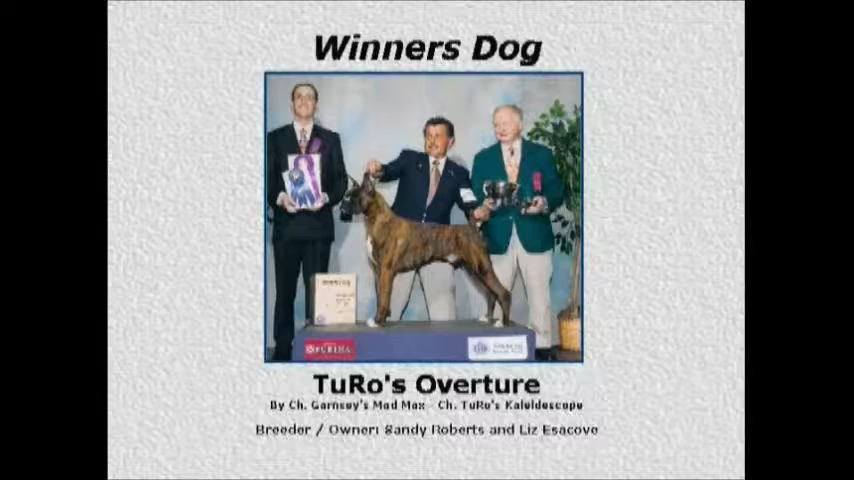 Winners Dog
PURINA
TuRo's Overture
By Ch. Garnsey's Mad Max - Ch. TuRo's Kaleidoscope
Breeder / Owner: Sandy Roberts and Liz Esacove